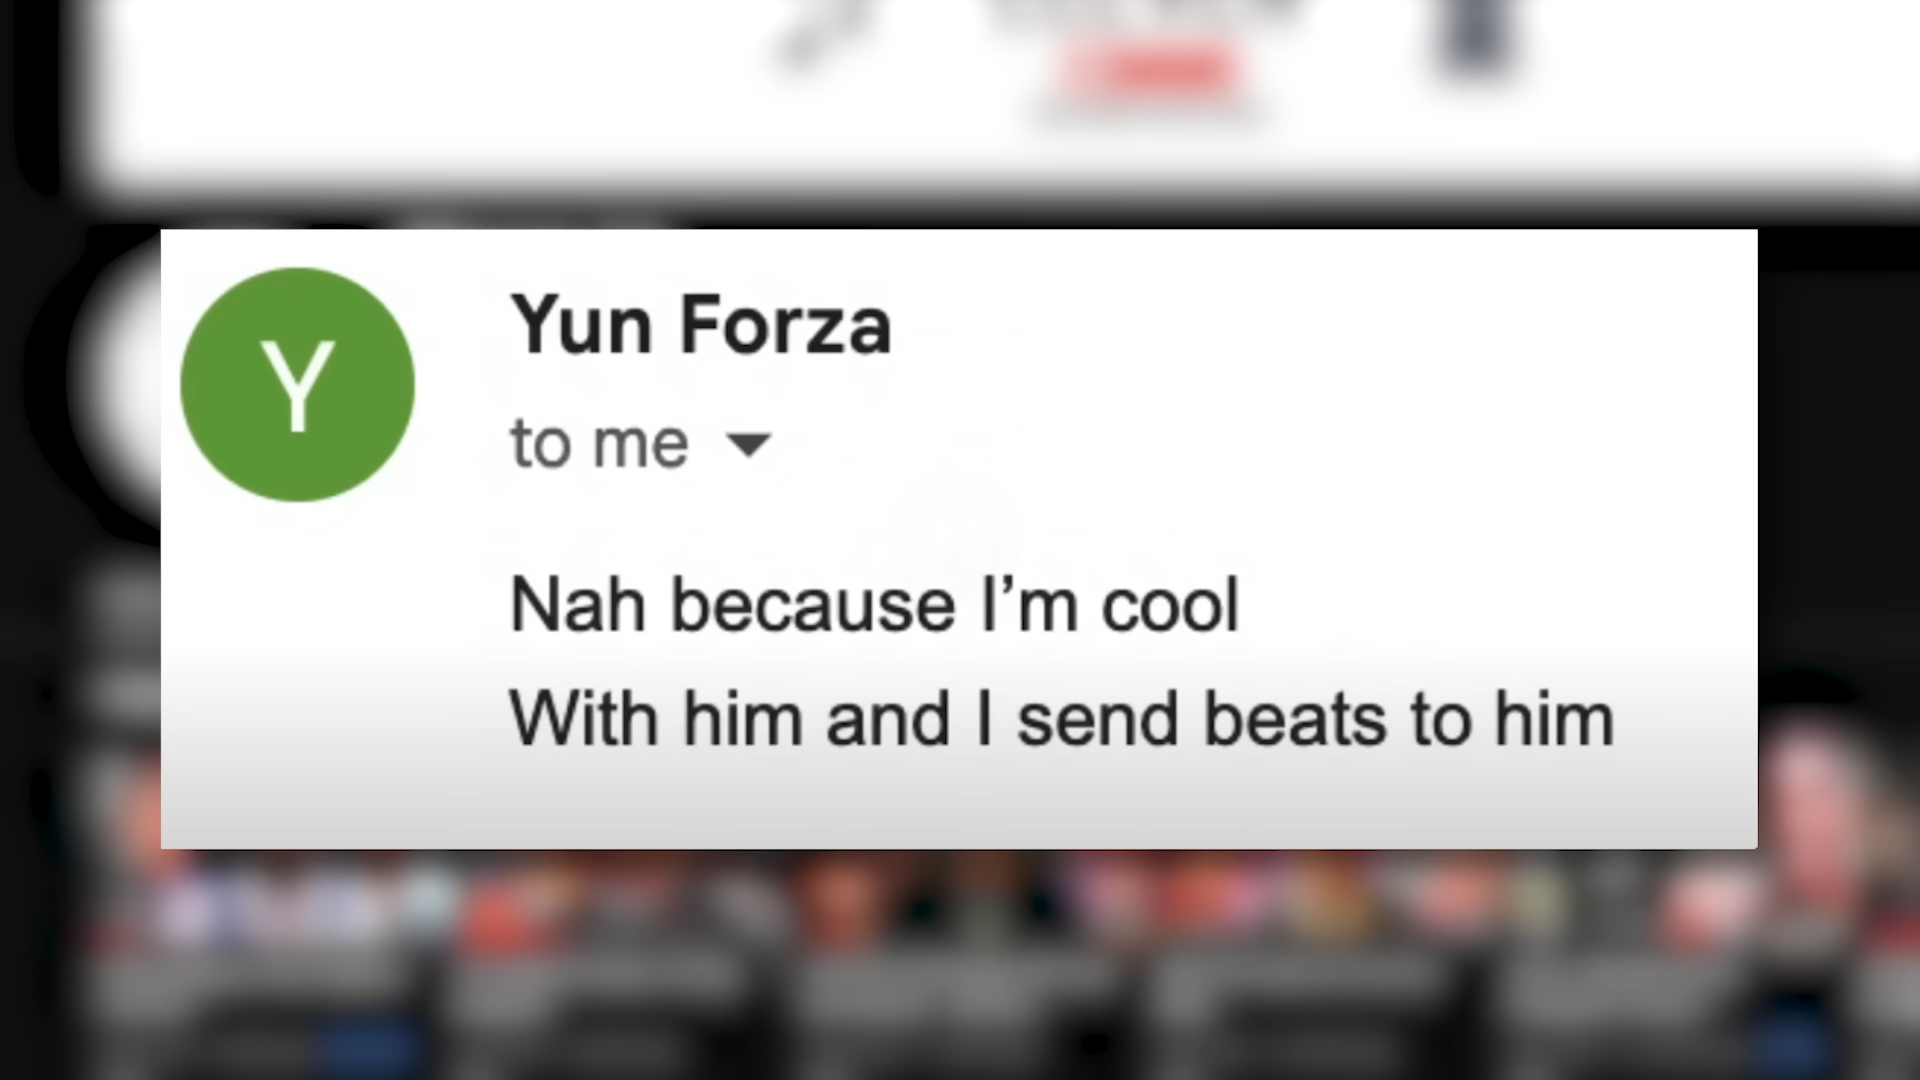 Y
Yun Forza
to me
Nah because I’m cool
With him and I send beats to him